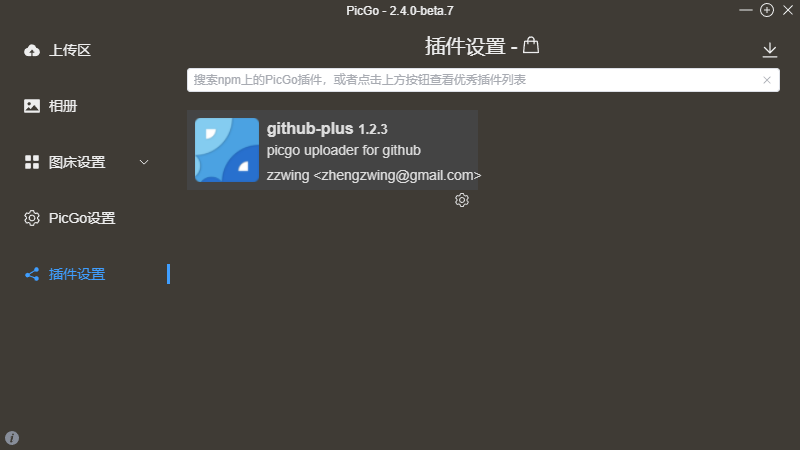 PicGo - 2.4.0-beta.7
上传区
相册
图床设置
PicGo设置
插件设置
插件设置 -
搜索npm上的PicGo插件，或者点击上方按钮查看优秀插件列表
github-plus 1.2.3
picgo uploader for github
zzwing <zhengzwing@gmail.com>